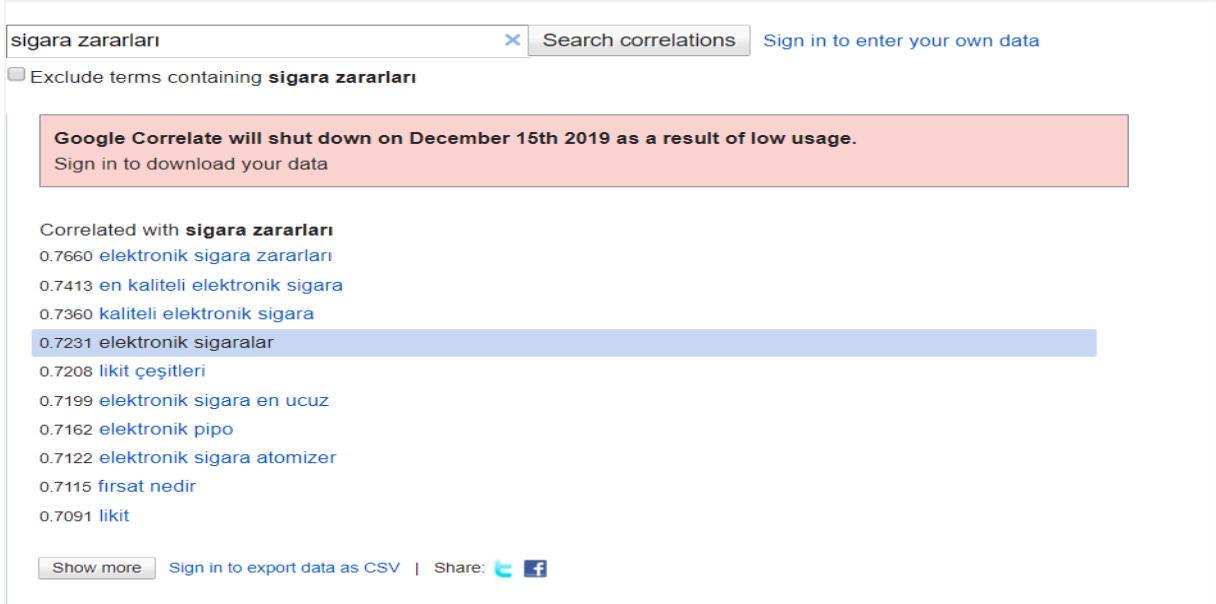 sigara zararları × Search correlations Sign in to enter your own data
Exclude terms containing sigara zararları
Google Correlate will shut down on December 15th 2019 as a result of low usage.
Sign in to download your data
Correlated with sigara zararları
0.7660 elektronik sigara zararları
0.7413 en kaliteli elektronik sigara
0.7360 kaliteli elektronik sigara
0.7231 elektronik sigaralar
0.7208 likit çeşitleri
0.7199 elektronik sigara en ucuz
0.7162 elektronik pipo
0.7122 elektronik sigara atomizer
0.7115 fırsat nedir
0.7091 likit
Show more Sign in to export data as CSV | Share: